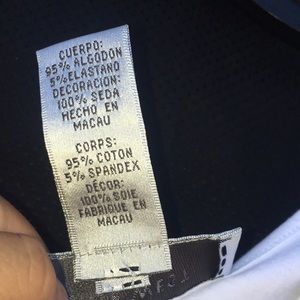 CUERPO:
95% ALGODON
5% ELASTANO
DECORACION:
100% SEDA
HECHO EN
MACAU
CORPS:
95% COTON
5% SPANDEX
DÉCOR:
100% SOIE
FABRIQUE EN
MACAU